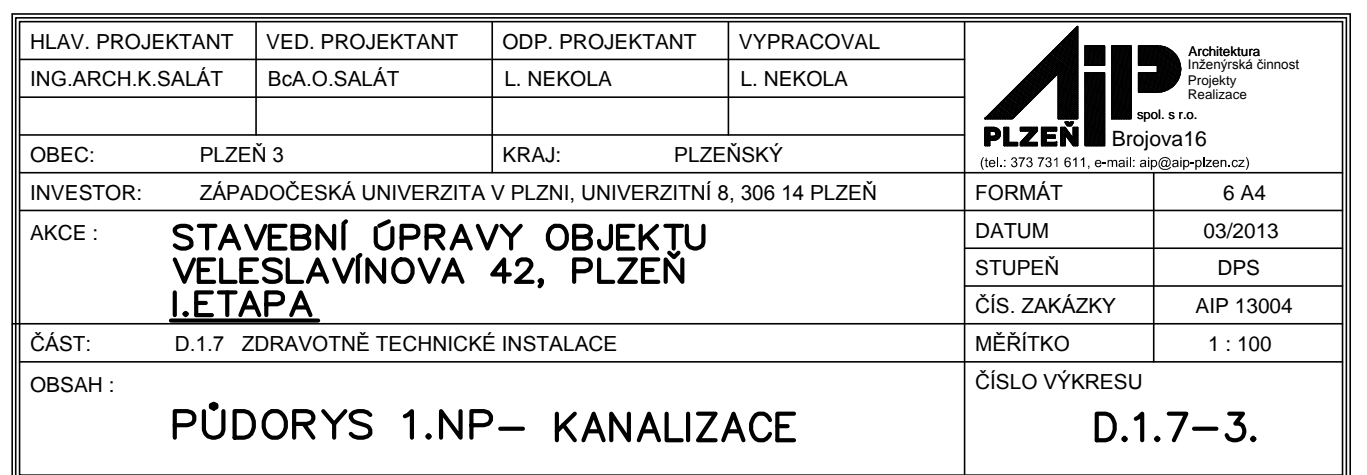 HLAV. PROJEKTANT VED. PROJEKTANT ODP. PROJEKTANT VYPRACOVAL
ING.ARCH.K.SALÁT BcA.O.SALÁT L. NEKOLA L. NEKOLA
AiP
Architektura
Inženýrská činnost
Projekty
Realizace
spol. s r.o.
PLZEŇ Brojova16
(tel.: 373 731 611, e-mail: aip@aip-plzen.cz)
OBEC: PLZEŇ 3 KRAJ: PLZEŇSKÝ
INVESTOR: ZÁPADOČESKÁ UNIVERZITA V PLZNI, UNIVERZITNÍ 8, 306 14 PLZEŇ
FORMÁT 6 A4
AKCE : STAVEBNÍ ÚPRAVY OBJEKTU
VELESLAVÍNOVA 42, PLZEŇ
I.ETAPA
DATUM 03/2013
STUPEŇ DPS
ČÍS. ZAKÁZKY AIP 13004
ČÁST: D.1.7 ZDRAVOTNĚ TECHNICKÉ INSTALACE
MĚŘÍTKO 1 : 100
OBSAH :
PŮDORYS 1.NP– KANALIZACE
ČÍSLO VÝKRESU
D.1.7–3.